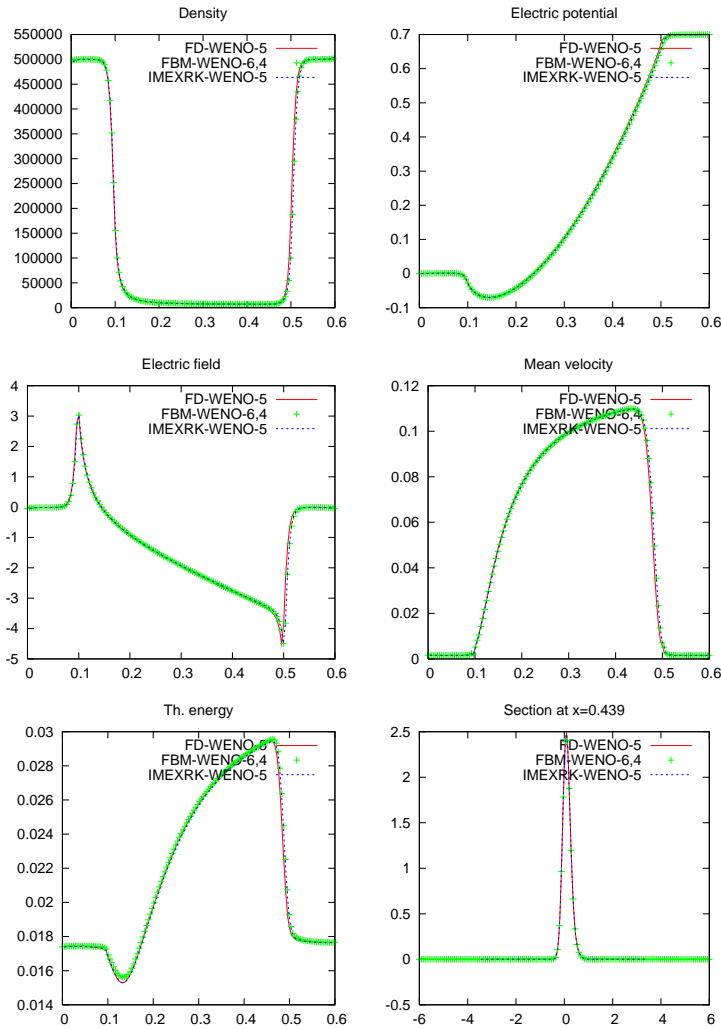 Density
550000
500000
450000
400000
350000
300000
250000
200000
150000
100000
50000
0
0 0.1 0.2 0.3 0.4 0.5 0.6
FD-WENO-5
FBM-WENO-6,4
IMEXRK-WENO-5
Electric potential
0.7
0.6
0.5
0.4
0.3
0.2
0.1
0
-0.1
0 0.1 0.2 0.3 0.4 0.5 0.6
FD-WENO-5
FBM-WENO-6,4
IMEXRK-WENO-5
Electric field
4
3
2
1
0
-1
-2
-3
-4
-5
0 0.1 0.2 0.3 0.4 0.5 0.6
FD-WENO-5
FBM-WENO-6,4
IMEXRK-WENO-5
Mean velocity
0.12
0.1
0.08
0.06
0.04
0.02
0
0 0.1 0.2 0.3 0.4 0.5 0.6
FD-WENO-5
FBM-WENO-6,4
IMEXRK-WENO-5
Th. energy
0.03
0.028
0.026
0.024
0.022
0.02
0.018
0.016
0.014
0 0.1 0.2 0.3 0.4 0.5 0.6
FD-WENO-5
FBM-WENO-6,4
IMEXRK-WENO-5
Section at x=0.439
2.5
2
1.5
1
0.5
0
-0.5
-6 -4 -2 0 2 4 6
FD-WENO-5
FBM-WENO-6,4
IMEXRK-WENO-5